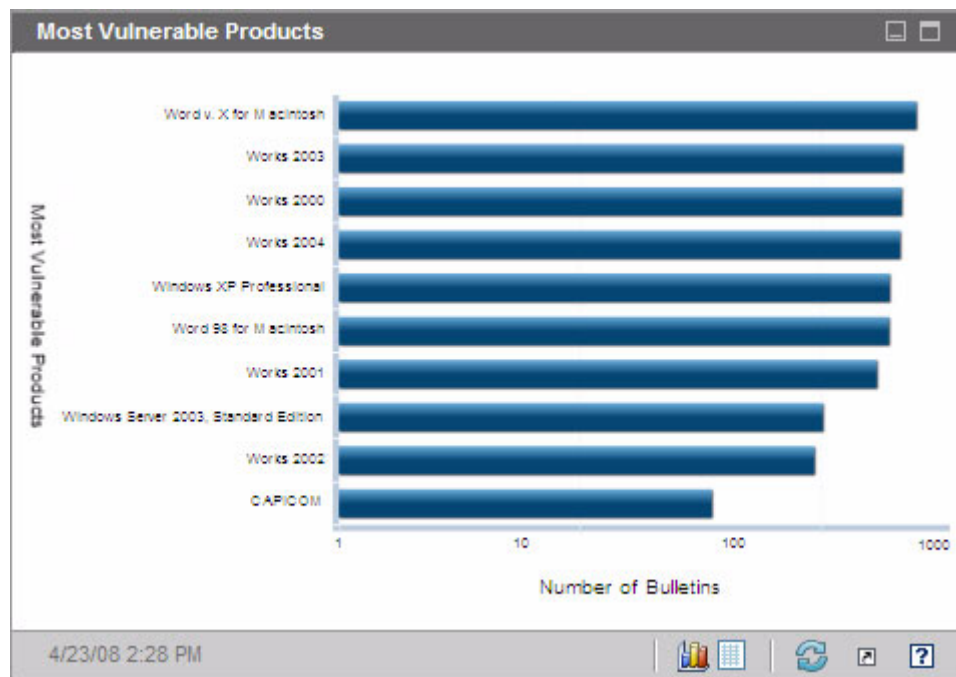 Most Vulnerable Products
Most Vulnerable Products
Word v. X for Macintosh
Works 2003
Works 2000
Works 2004
Windows XP Professional
Word 98 for Macintosh
Works 2001
Windows Server 2003, Standard Edition
Works 2002
CAPICOM
1 10 100 1000
Number of Bulletins
4/23/08 2:28 PM
?